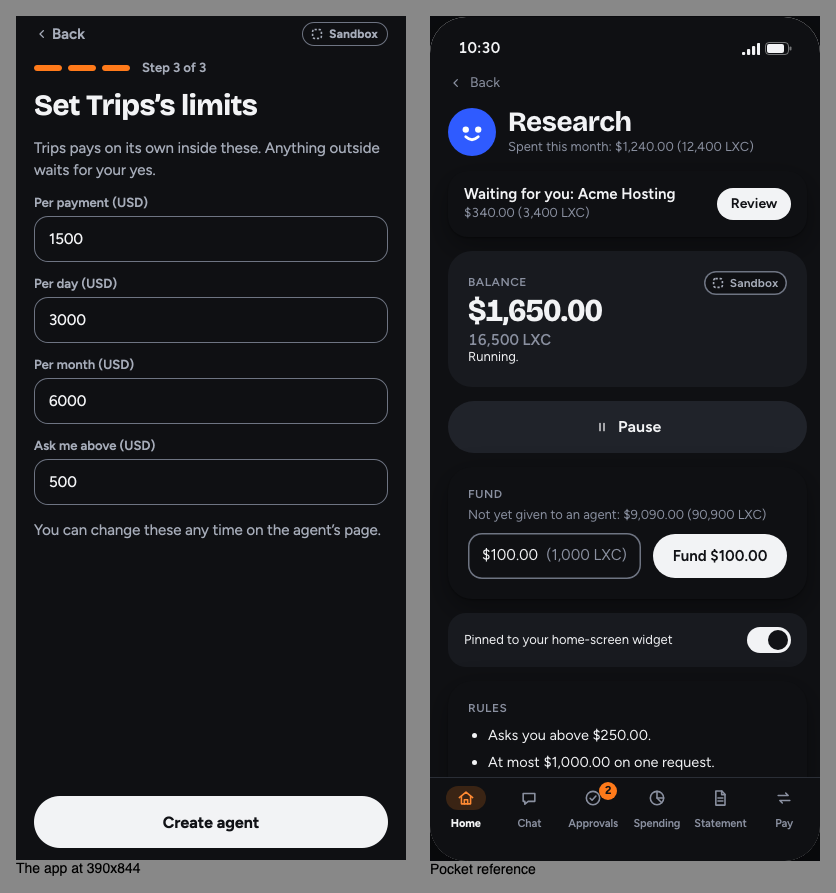 Back
Sandbox
Step 3 of 3
Set Trips's limits
Trips pays on its own inside these. Anything outside
waits for your yes.
Per payment (USD)
1500
Per day (USD)
3000
Per month (USD)
6000
Ask me above (USD)
500
You can change these any time on the agent's page.
Create agent
The app at 390x844
10:30
Back
Research
Spent this month: $1,240.00 (12,400 LXC)
Waiting for you: Acme Hosting
$340.00 (3,400 LXC)
Review
BALANCE
Sandbox
$1,650.00
16,500 LXC
Running.
Pause
FUND
Not yet given to an agent: $9,090.00 (90,900 LXC)
$100.00 (1,000 LXC)
Fund $100.00
Pinned to your home-screen widget
RULES
• Asks you above $250.00.
• At most $1,000.00 on one request.
2
Home
Chat
Approvals
Spending
Statement
Pay
Pocket reference